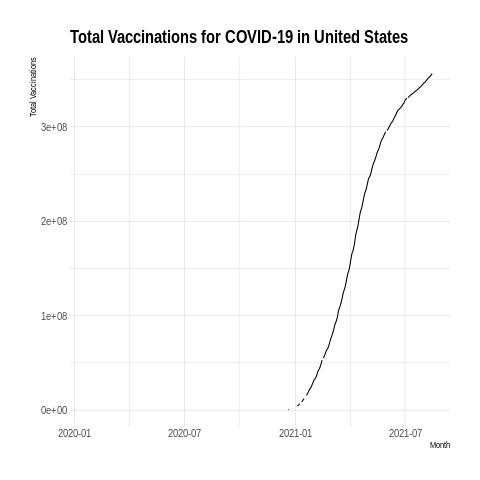 Total Vaccinations for COVID-19 in United States
Total Vaccinations
3e+08
2e+08
1e+08
0e+00
2020-01 2020-07 2021-01 2021-07
Month